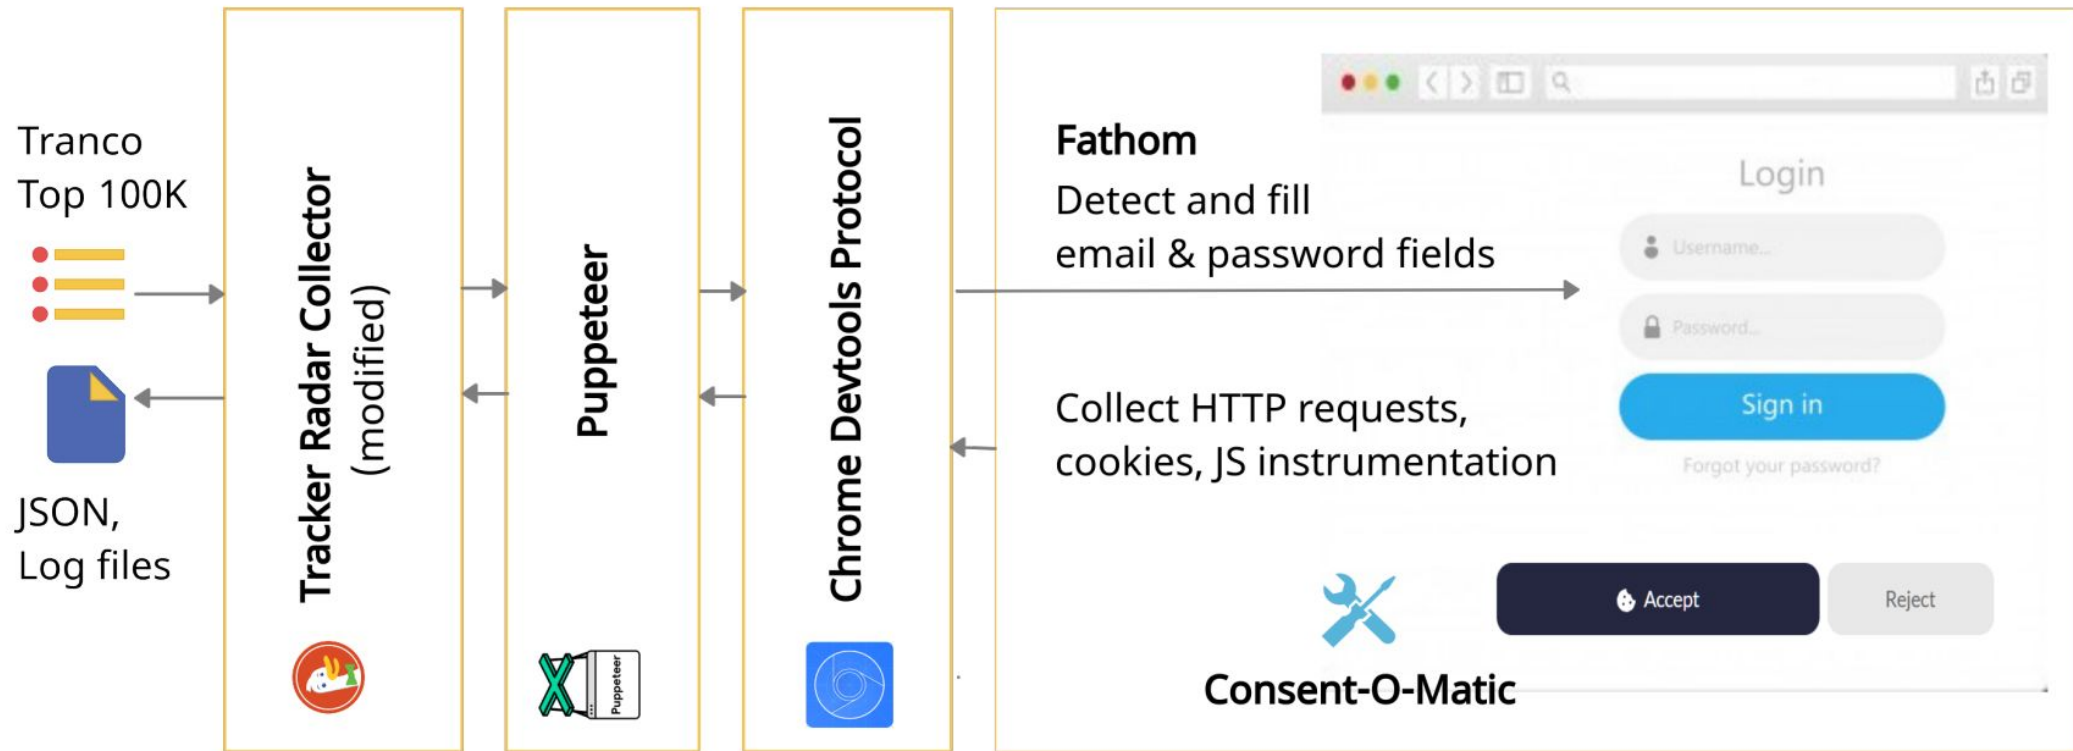 Tranco
Top 100K
JSON,
Log files
Tracker Radar Collector
(modified)
Puppeteer
Puppeteer
Chrome Devtools Protocol
Fathom
Detect and fill
email & password fields
Collect HTTP requests,
cookies, JS instrumentation
Consent-O-Matic
Login
Username...
Password...
Sign in
Forgot your password?
Accept
Reject